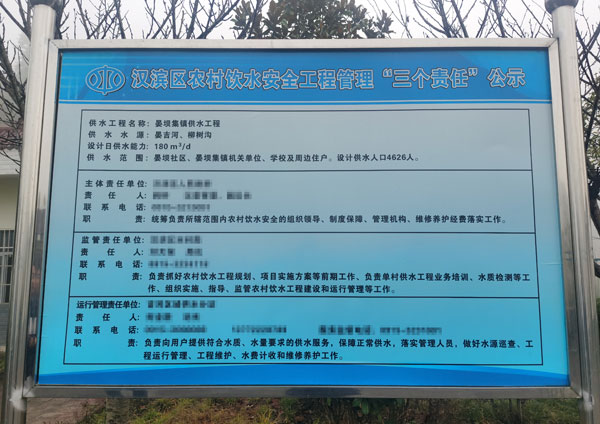 汉滨区农村饮水安全工程管理“三个责任”公示
供水工程名称：晏坝集镇供水工程
供水水源：晏吉河、柳树沟
设计日供水能力：180m³/d
供水范围：晏坝社区、晏坝集镇机关单位、学校及周边住户。设计供水人口4626人。
主体责任单位：
责任人：
联系电话：
职责：统筹负责所辖范围内农村饮水安全的组织领导、制度保障、管理机构，维修养护经费落实工作。
监管责任单位：
责任人：
联系电话：
职责：负责抓好农村饮水工程规划、项目实施方案等前期工作、负责单村供水工程业务培训、水质检测等工
作、组织实施、指导、监管农村饮水工程建设和运行管理等工作。
运行管理责任单位：
责任人：
联系电话：
职责：负责向用户提供符合水质、水量要求的供水服务，保障正常供水，落实管理人员，做好水源巡查、工
程运行管理、工程维护、水费计收和维修养护工作。